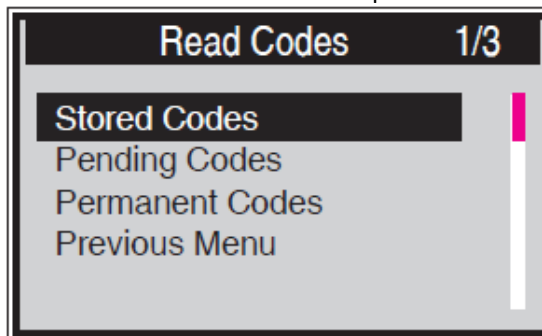 Read Codes 1/3
Stored Codes
Pending Codes
Permanent Codes
Previous Menu